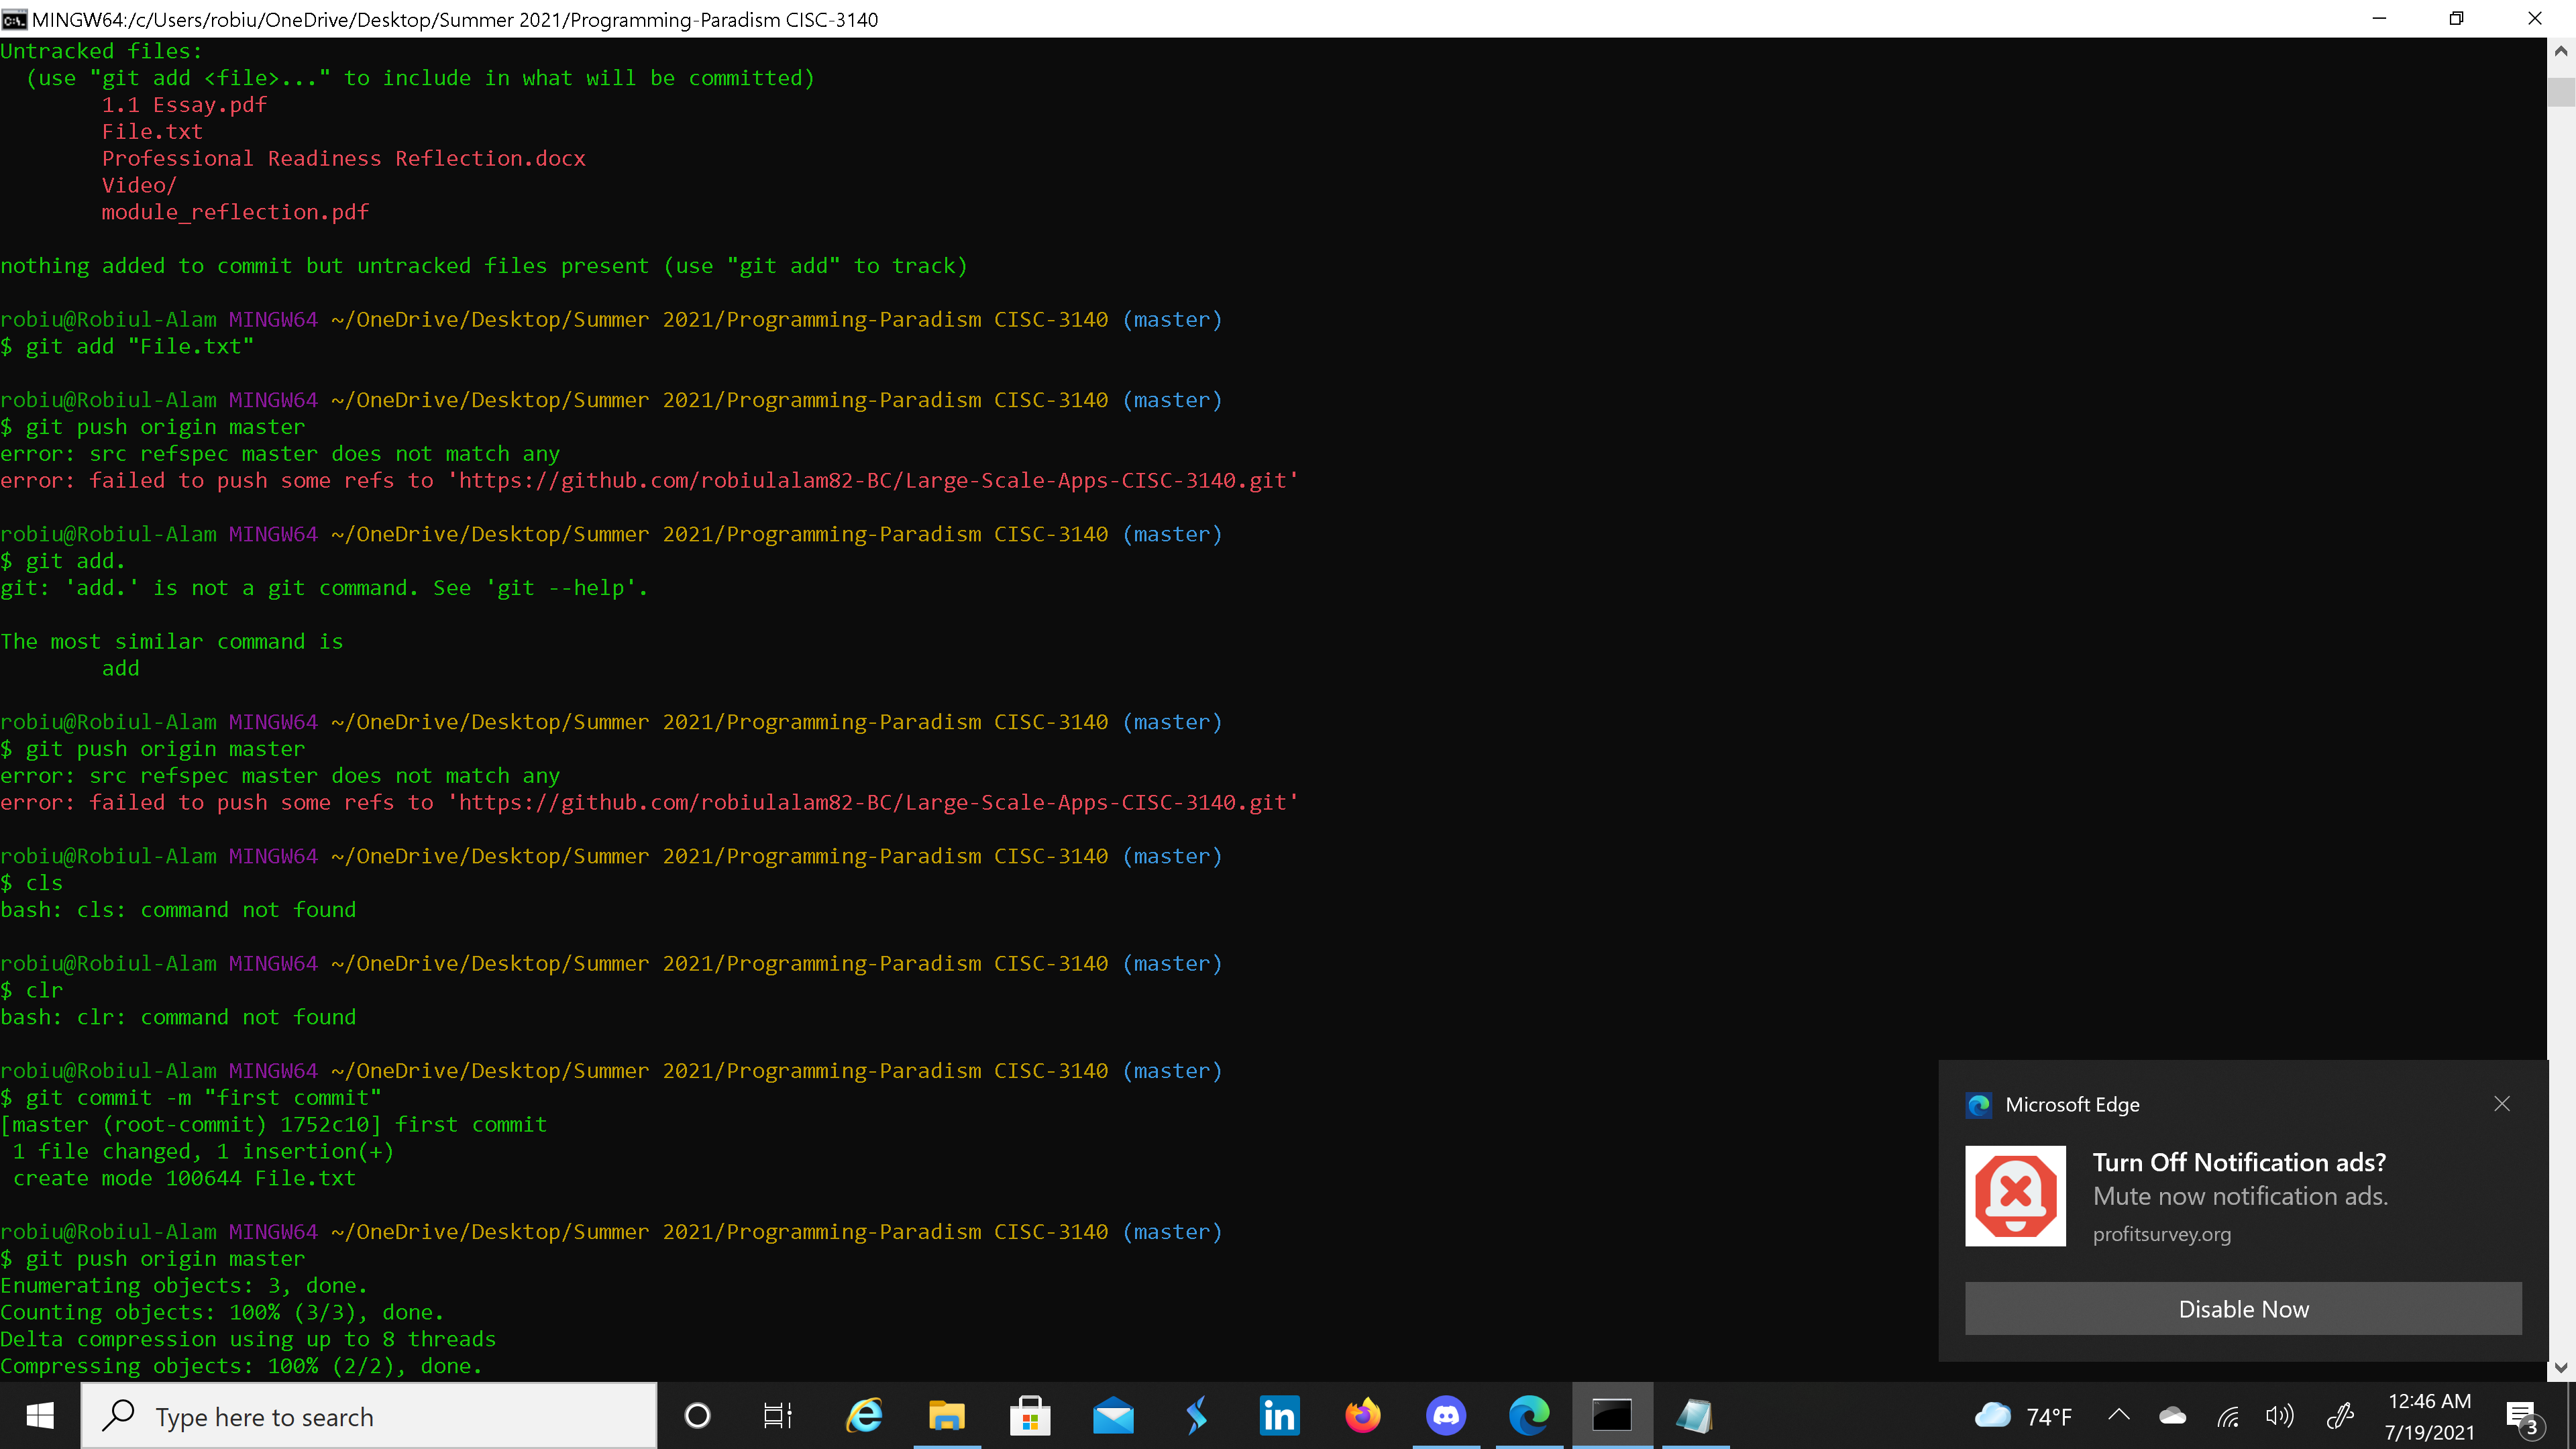 MINGW64:/c/Users/robiu/OneDrive/Desktop/Summer 2021/Programming-Paradism CISC-3140
Untracked files:
  (use "git add <file>..." to include in what will be committed)
        1.1 Essay.pdf
        File.txt
        Professional Readiness Reflection.docx
        Video/
        module_reflection.pdf
nothing added to commit but untracked files present (use "git add" to track)
robiu@Robiul-Alam MINGW64 ~/OneDrive/Desktop/Summer 2021/Programming-Paradism CISC-3140 (master)
$ git add "File.txt"
robiu@Robiul-Alam MINGW64 ~/OneDrive/Desktop/Summer 2021/Programming-Paradism CISC-3140 (master)
$ git push origin master
error: src refspec master does not match any
error: failed to push some refs to 'https://github.com/robiulalam82-BC/Large-Scale-Apps-CISC-3140.git'
robiu@Robiul-Alam MINGW64 ~/OneDrive/Desktop/Summer 2021/Programming-Paradism CISC-3140 (master)
$ git add.
git: 'add.' is not a git command. See 'git --help'.
The most similar command is
        add
robiu@Robiul-Alam MINGW64 ~/OneDrive/Desktop/Summer 2021/Programming-Paradism CISC-3140 (master)
$ git push origin master
error: src refspec master does not match any
error: failed to push some refs to 'https://github.com/robiulalam82-BC/Large-Scale-Apps-CISC-3140.git'
robiu@Robiul-Alam MINGW64 ~/OneDrive/Desktop/Summer 2021/Programming-Paradism CISC-3140 (master)
$ cls
bash: cls: command not found
robiu@Robiul-Alam MINGW64 ~/OneDrive/Desktop/Summer 2021/Programming-Paradism CISC-3140 (master)
$ clr
bash: clr: command not found
robiu@Robiul-Alam MINGW64 ~/OneDrive/Desktop/Summer 2021/Programming-Paradism CISC-3140 (master)
$ git commit -m "first commit"
[master (root-commit) 1752c10] first commit
 1 file changed, 1 insertion(+)
 create mode 100644 File.txt
robiu@Robiul-Alam MINGW64 ~/OneDrive/Desktop/Summer 2021/Programming-Paradism CISC-3140 (master)
$ git push origin master
Enumerating objects: 3, done.
Counting objects: 100% (3/3), done.
Delta compression using up to 8 threads
Compressing objects: 100% (2/2), done.
Microsoft Edge
Turn Off Notification ads?
Mute now notification ads.
profitsurvey.org
Disable Now
Type here to search
in
74°F
12:46 AM
7/19/2021
3